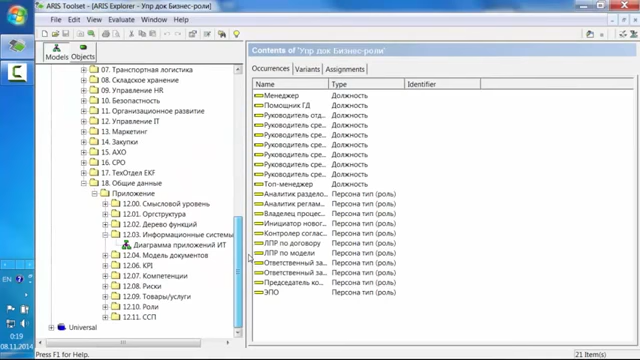 ARIS Toolset - [ARIS Explorer - Упр док Бизнес-роли]
File Edit View Evaluate Window Help
Models Objects
07. Транспортная логистика
08. Складское хранение
09. Управление HR
10. Безопасность
11. Организационное развитие
12. Управление IT
13. Маркетинг
14. Закупки
15. АХО
16. СРО
17. ТехОтдел EKF
18. Общие данные
Приложение
12.00. Смысловой уровень
12.01. Оргструктура
12.02. Дерево функций
12.03. Информационные системы
Диаграмма приложений ИТ
12.04. Модель документов
12.06. KPI
12.07. Компетенции
12.08. Риски
12.09. Товары/услуги
12.10. Роли
12.11. ССП
Universal
Contents of "Упр док Бизнес-роли"
Occurrences Variants Assignments
Name Type Identifier
Менеджер Должность
Помощник ГД Должность
Руководитель отд... Должность
Руководитель сре... Должность
Руководитель сре... Должность
Руководитель сре... Должность
Руководитель сре... Должность
Руководитель сре... Должность
Руководитель сре... Должность
Топ-менеджер Должность
Аналитик раздело... Персона тип (роль)
Аналитик реглам... Персона тип (роль)
Владелец процес... Персона тип (роль)
Инициатор новог... Персона тип (роль)
Контролер соглас... Персона тип (роль)
ЛПР по договору Персона тип (роль)
ЛПР по модели Персона тип (роль)
Ответственный за... Персона тип (роль)
Ответственный за... Персона тип (роль)
Председатель ко... Персона тип (роль)
ЭПО Персона тип (роль)
EN
0:19
08.11.2014
Press F1 for Help.
21 Item(s)